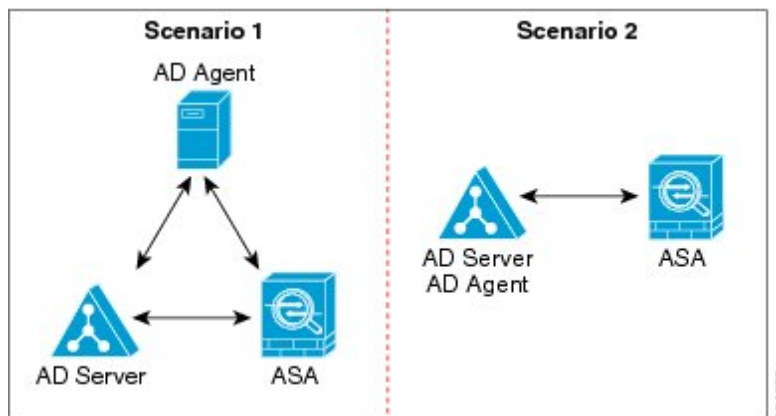 Scenario 1
AD Agent
AD Server
ASA
Scenario 2
AD Server
AD Agent
ASA